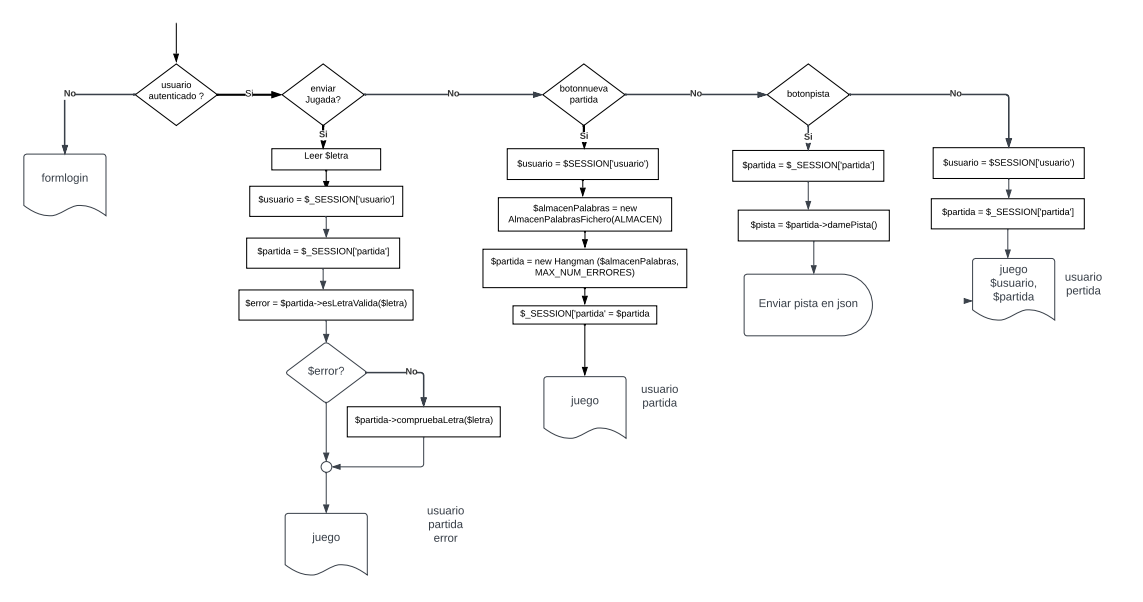 usuario
autenticado ?
No
Si
formlogin
enviar
Jugada?
Si
No
Leer $letra
$usuario = $_SESSION['usuario']
$partida = $_SESSION['partida']
$error = $partida->esLetraValida($letra)
$error?
No
$partida->compruebaLetra($letra)
juego
usuario
partida
error
botonnueva
partida
Si
No
$usuario = $SESSION['usuario')
$almacenPalabras = new
AlmacenPalabrasFichero(ALMACEN)
$partida = new Hangman ($almacenPalabras,
MAX_NUM_ERRORES)
$_SESSION['partida' = $partida
juego
usuario
partida
botonpista
Si
No
$partida = $_SESSION['partida']
$pista = $partida->damePista()
Enviar pista en json
$usuario = $SESSION['usuario')
$partida = $_SESSION['partida']
juego
$usuario,
$partida
usuario
pertida